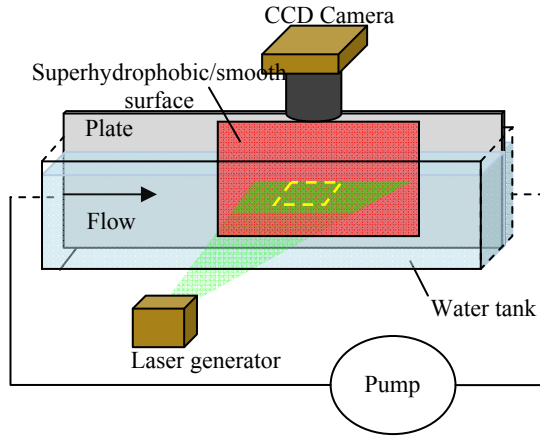 CCD Camera
Superhydrophobic/smooth
surface
Plate
Flow
Water tank
Laser generator
Pump